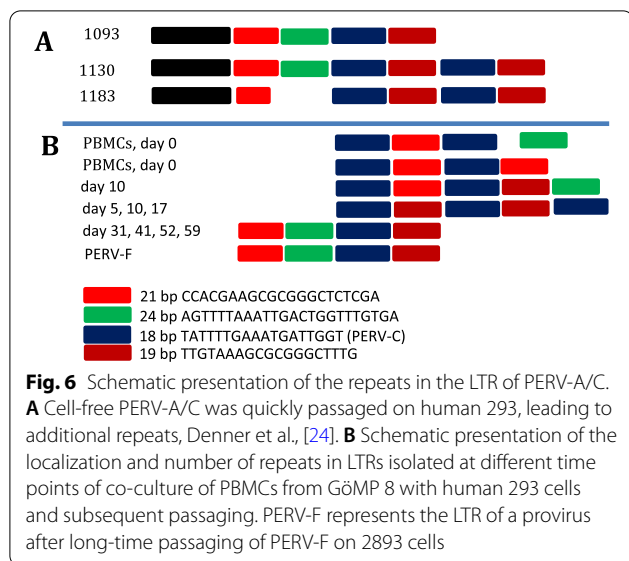 A
1093
1130
1183
B
PBMCs, day 0
PBMCs, day 0
day 10
day 5, 10, 17
day 31, 41, 52, 59
PERV-F
21 bp CCACGAAGCGCGGGCTCTCGA
24 bp AGTTTTAAATTGACTGGTTTGTGA
18 bp TATTTTGAAATGATTGGT (PERV-C)
19 bp TTGTAAAGCGCGGGCTTTG
Fig. 6 Schematic presentation of the repeats in the LTR of PERV-A/C.
A Cell-free PERV-A/C was quickly passaged on human 293, leading to
additional repeats, Denner et al., [24]. B Schematic presentation of the
localization and number of repeats in LTRs isolated at different time
points of co-culture of PBMCs from GöMP 8 with human 293 cells
and subsequent passaging. PERV-F represents the LTR of a provirus
after long-time passaging of PERV-F on 2893 cells